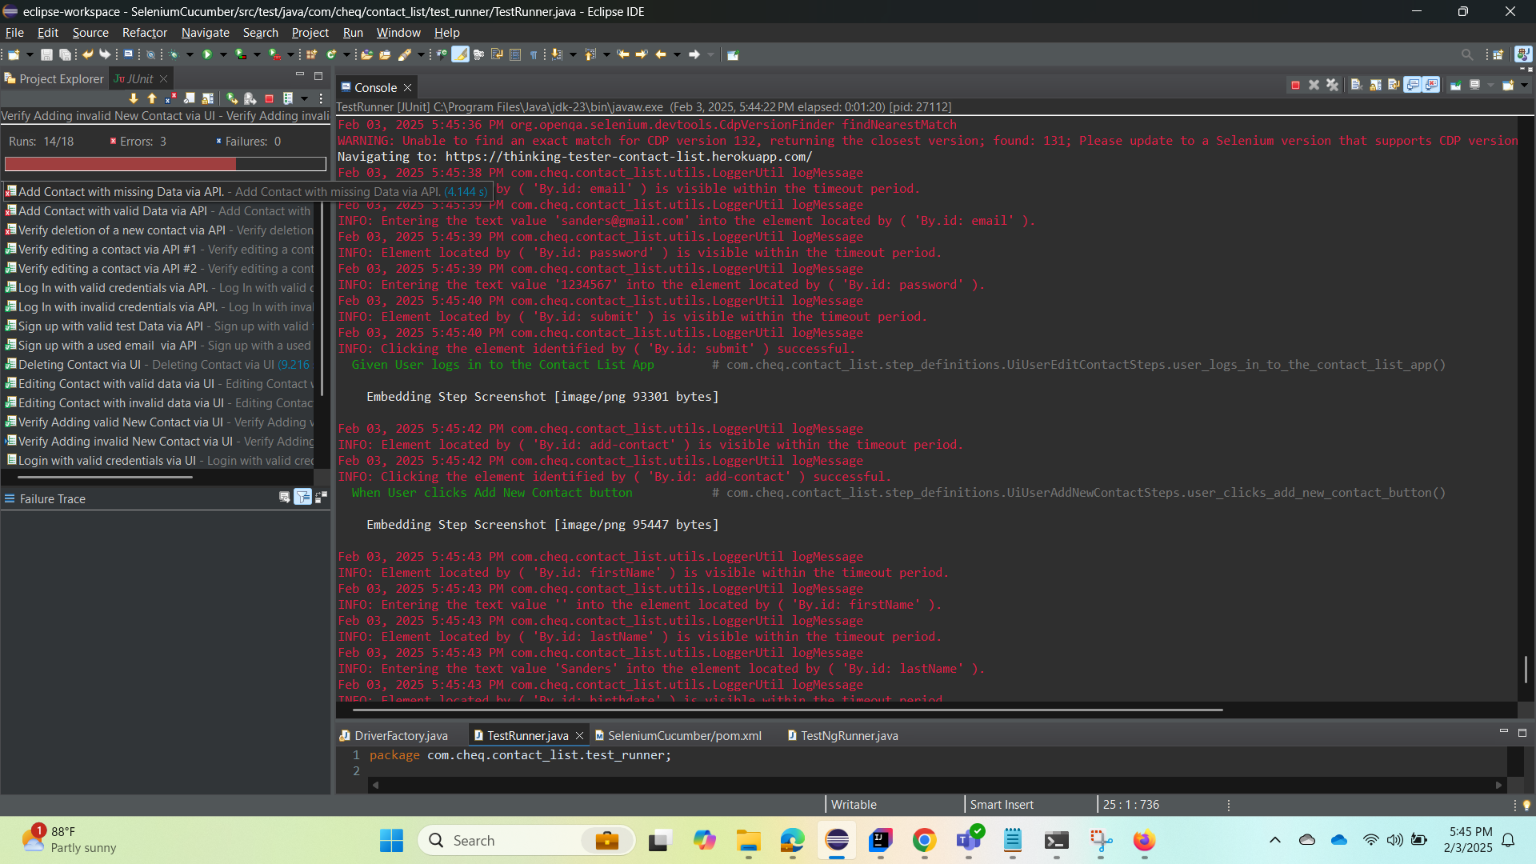 eclipse-workspace - SeleniumCucumber/src/test/java/com/cheq/contact_list/test_runner/TestRunner.java - Eclipse IDE
File Edit Source Refactor Navigate Search Project Run Window Help
Project Explorer JUnit
Verify Adding invalid New Contact via UI - Verify Adding invali
Runs: 14/18 Errors: 3 Failures: 0
Add Contact with missing Data via API. - Add Contact with missing Data via API. (4.144 s)
Add Contact with valid Data via API - Add Contact with
Verify deletion of a new contact via API - Verify deletion
Verify editing a contact via API #1 - Verify editing a cont
Verify editing a contact via API #2 - Verify editing a cont
Log In with valid credentials via API. - Log In with valid c
Log In with invalid credentials via API. - Log In with inva
Sign up with valid test Data via API - Sign up with valid
Sign up with a used email via API - Sign up with a used
Deleting Contact via UI - Deleting Contact via UI (9.216
Editing Contact with valid data via UI - Editing Contact
Editing Contact with invalid data via UI - Editing Contac
Verify Adding valid New Contact via UI - Verify Adding
Verify Adding invalid New Contact via UI - Verify Adding
Login with valid credentials via UI - Login with valid cred
Failure Trace
Console
TestRunner [JUnit] C:\Program Files\Java\jdk-23\bin\javaw.exe (Feb 3, 2025, 5:44:22 PM elapsed: 0:01:20) [pid: 27112]
Feb 03, 2025 5:45:36 PM org.openqa.selenium.devtools.CdpVersionFinder findNearestMatch
WARNING: Unable to find an exact match for CDP version 132, returning the closest version; found: 131; Please update to a Selenium version that supports CDP version
Navigating to: https://thinking-tester-contact-list.herokuapp.com/
Feb 03, 2025 5:45:38 PM com.cheq.contact_list.utils.LoggerUtil logMessage
by ( 'By.id: email' ) is visible within the timeout period.
Feb 03, 2025 5:45:39 PM com.cheq.contact_list.utils.LoggerUtil logMessage
INFO: Entering the text value 'sanders@gmail.com' into the element located by ( 'By.id: email' ).
Feb 03, 2025 5:45:39 PM com.cheq.contact_list.utils.LoggerUtil logMessage
INFO: Element located by ( 'By.id: password' ) is visible within the timeout period.
Feb 03, 2025 5:45:39 PM com.cheq.contact_list.utils.LoggerUtil logMessage
INFO: Entering the text value '1234567' into the element located by ( 'By.id: password' ).
Feb 03, 2025 5:45:40 PM com.cheq.contact_list.utils.LoggerUtil logMessage
INFO: Element located by ( 'By.id: submit' ) is visible within the timeout period.
Feb 03, 2025 5:45:40 PM com.cheq.contact_list.utils.LoggerUtil logMessage
INFO: Clicking the element identified by ( 'By.id: submit' ) successful.
Given User logs in to the Contact List App # com.cheq.contact_list.step_definitions.UiUserEditContactSteps.user_logs_in_to_the_contact_list_app()
Embedding Step Screenshot [image/png 93301 bytes]
Feb 03, 2025 5:45:42 PM com.cheq.contact_list.utils.LoggerUtil logMessage
INFO: Element located by ( 'By.id: add-contact' ) is visible within the timeout period.
Feb 03, 2025 5:45:42 PM com.cheq.contact_list.utils.LoggerUtil logMessage
INFO: Clicking the element identified by ( 'By.id: add-contact' ) successful.
When User clicks Add New Contact button # com.cheq.contact_list.step_definitions.UiUserAddNewContactSteps.user_clicks_add_new_contact_button()
Embedding Step Screenshot [image/png 95447 bytes]
Feb 03, 2025 5:45:43 PM com.cheq.contact_list.utils.LoggerUtil logMessage
INFO: Element located by ( 'By.id: firstName' ) is visible within the timeout period.
Feb 03, 2025 5:45:43 PM com.cheq.contact_list.utils.LoggerUtil logMessage
INFO: Entering the text value '' into the element located by ( 'By.id: firstName' ).
Feb 03, 2025 5:45:43 PM com.cheq.contact_list.utils.LoggerUtil logMessage
INFO: Element located by ( 'By.id: lastName' ) is visible within the timeout period.
Feb 03, 2025 5:45:43 PM com.cheq.contact_list.utils.LoggerUtil logMessage
INFO: Entering the text value 'Sanders' into the element located by ( 'By.id: lastName' ).
Feb 03, 2025 5:45:43 PM com.cheq.contact_list.utils.LoggerUtil logMessage
INFO: Element located by ( 'By.id: birthdate' ) is visible within the timeout period
DriverFactory.java TestRunner.java SeleniumCucumber/pom.xml TestNgRunner.java
1 package com.cheq.contact_list.test_runner;
2
Writable Smart Insert 25 : 1 : 736
1 88°F
Partly sunny
Search
5:45 PM
2/3/2025